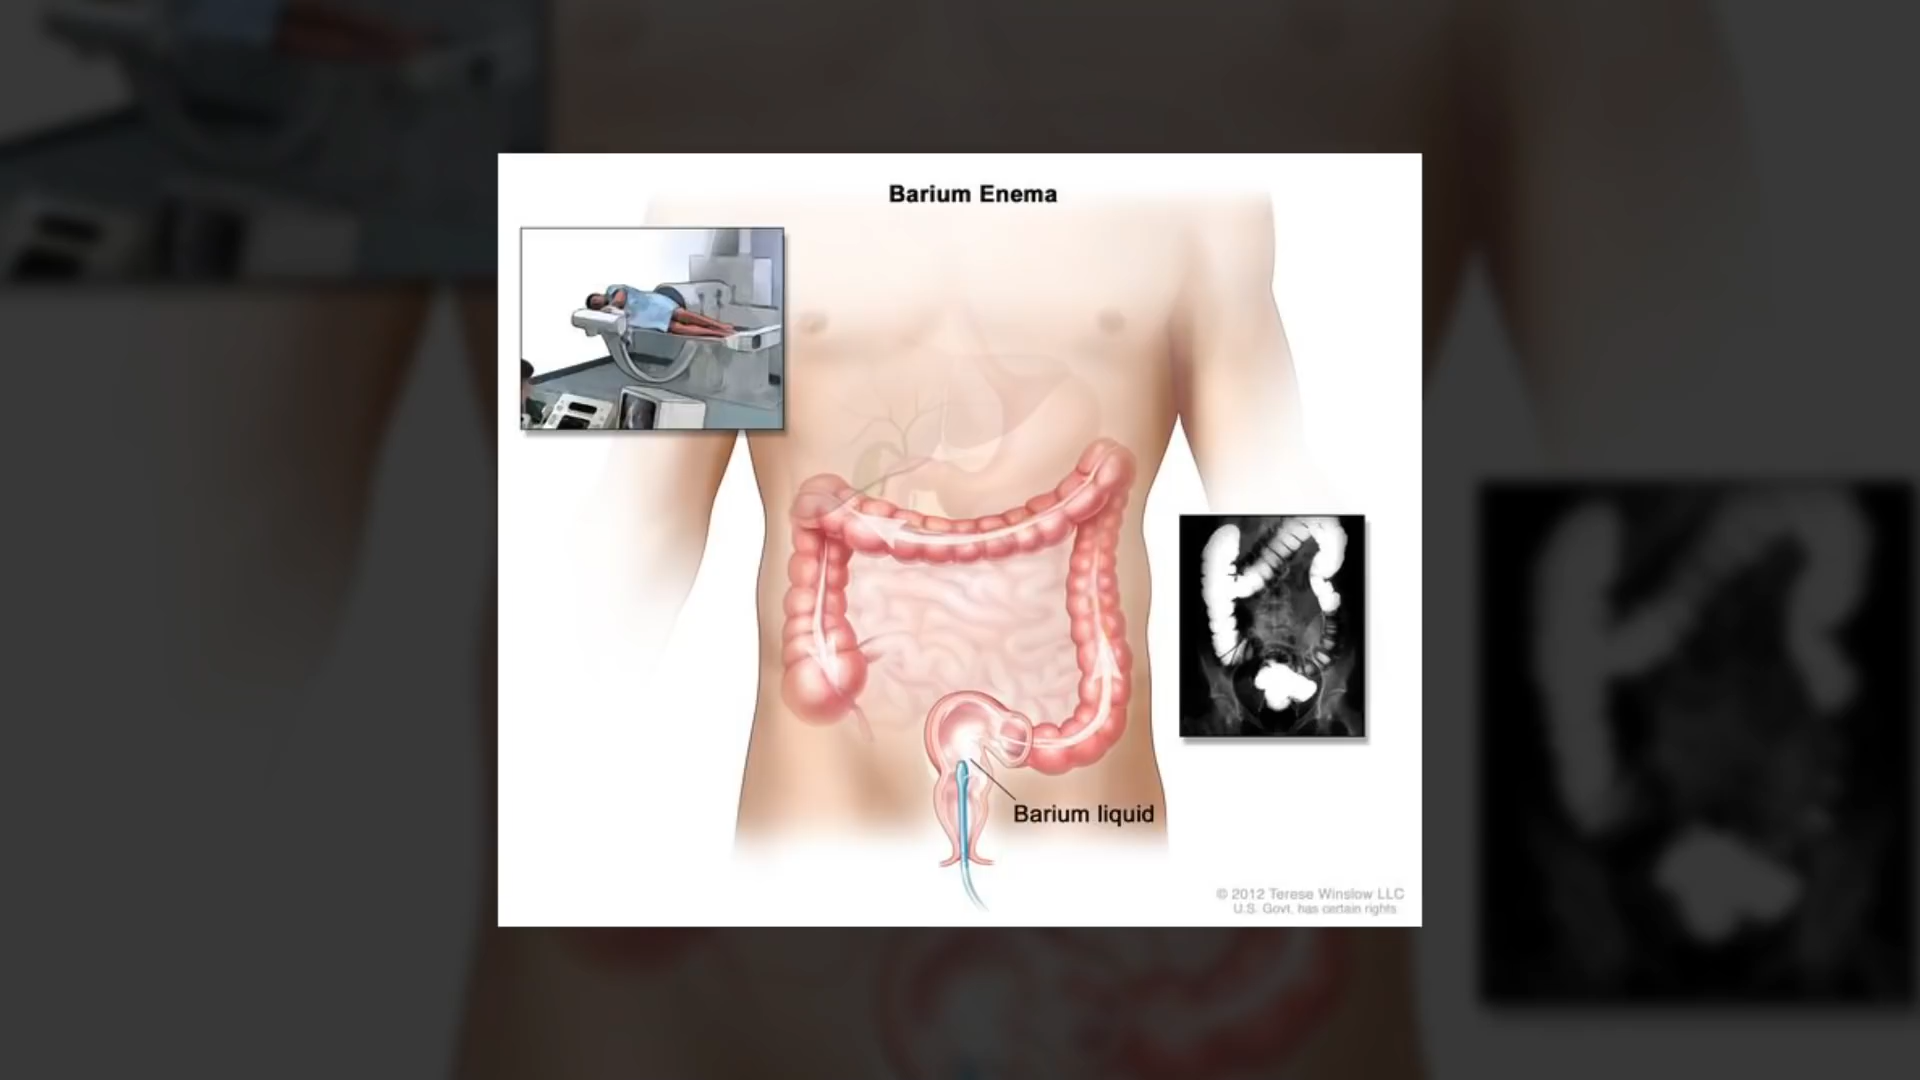 Barium Enema
Barium liquid
© 2012 Terese Winslow LLC
U.S. Govt. has certain rights